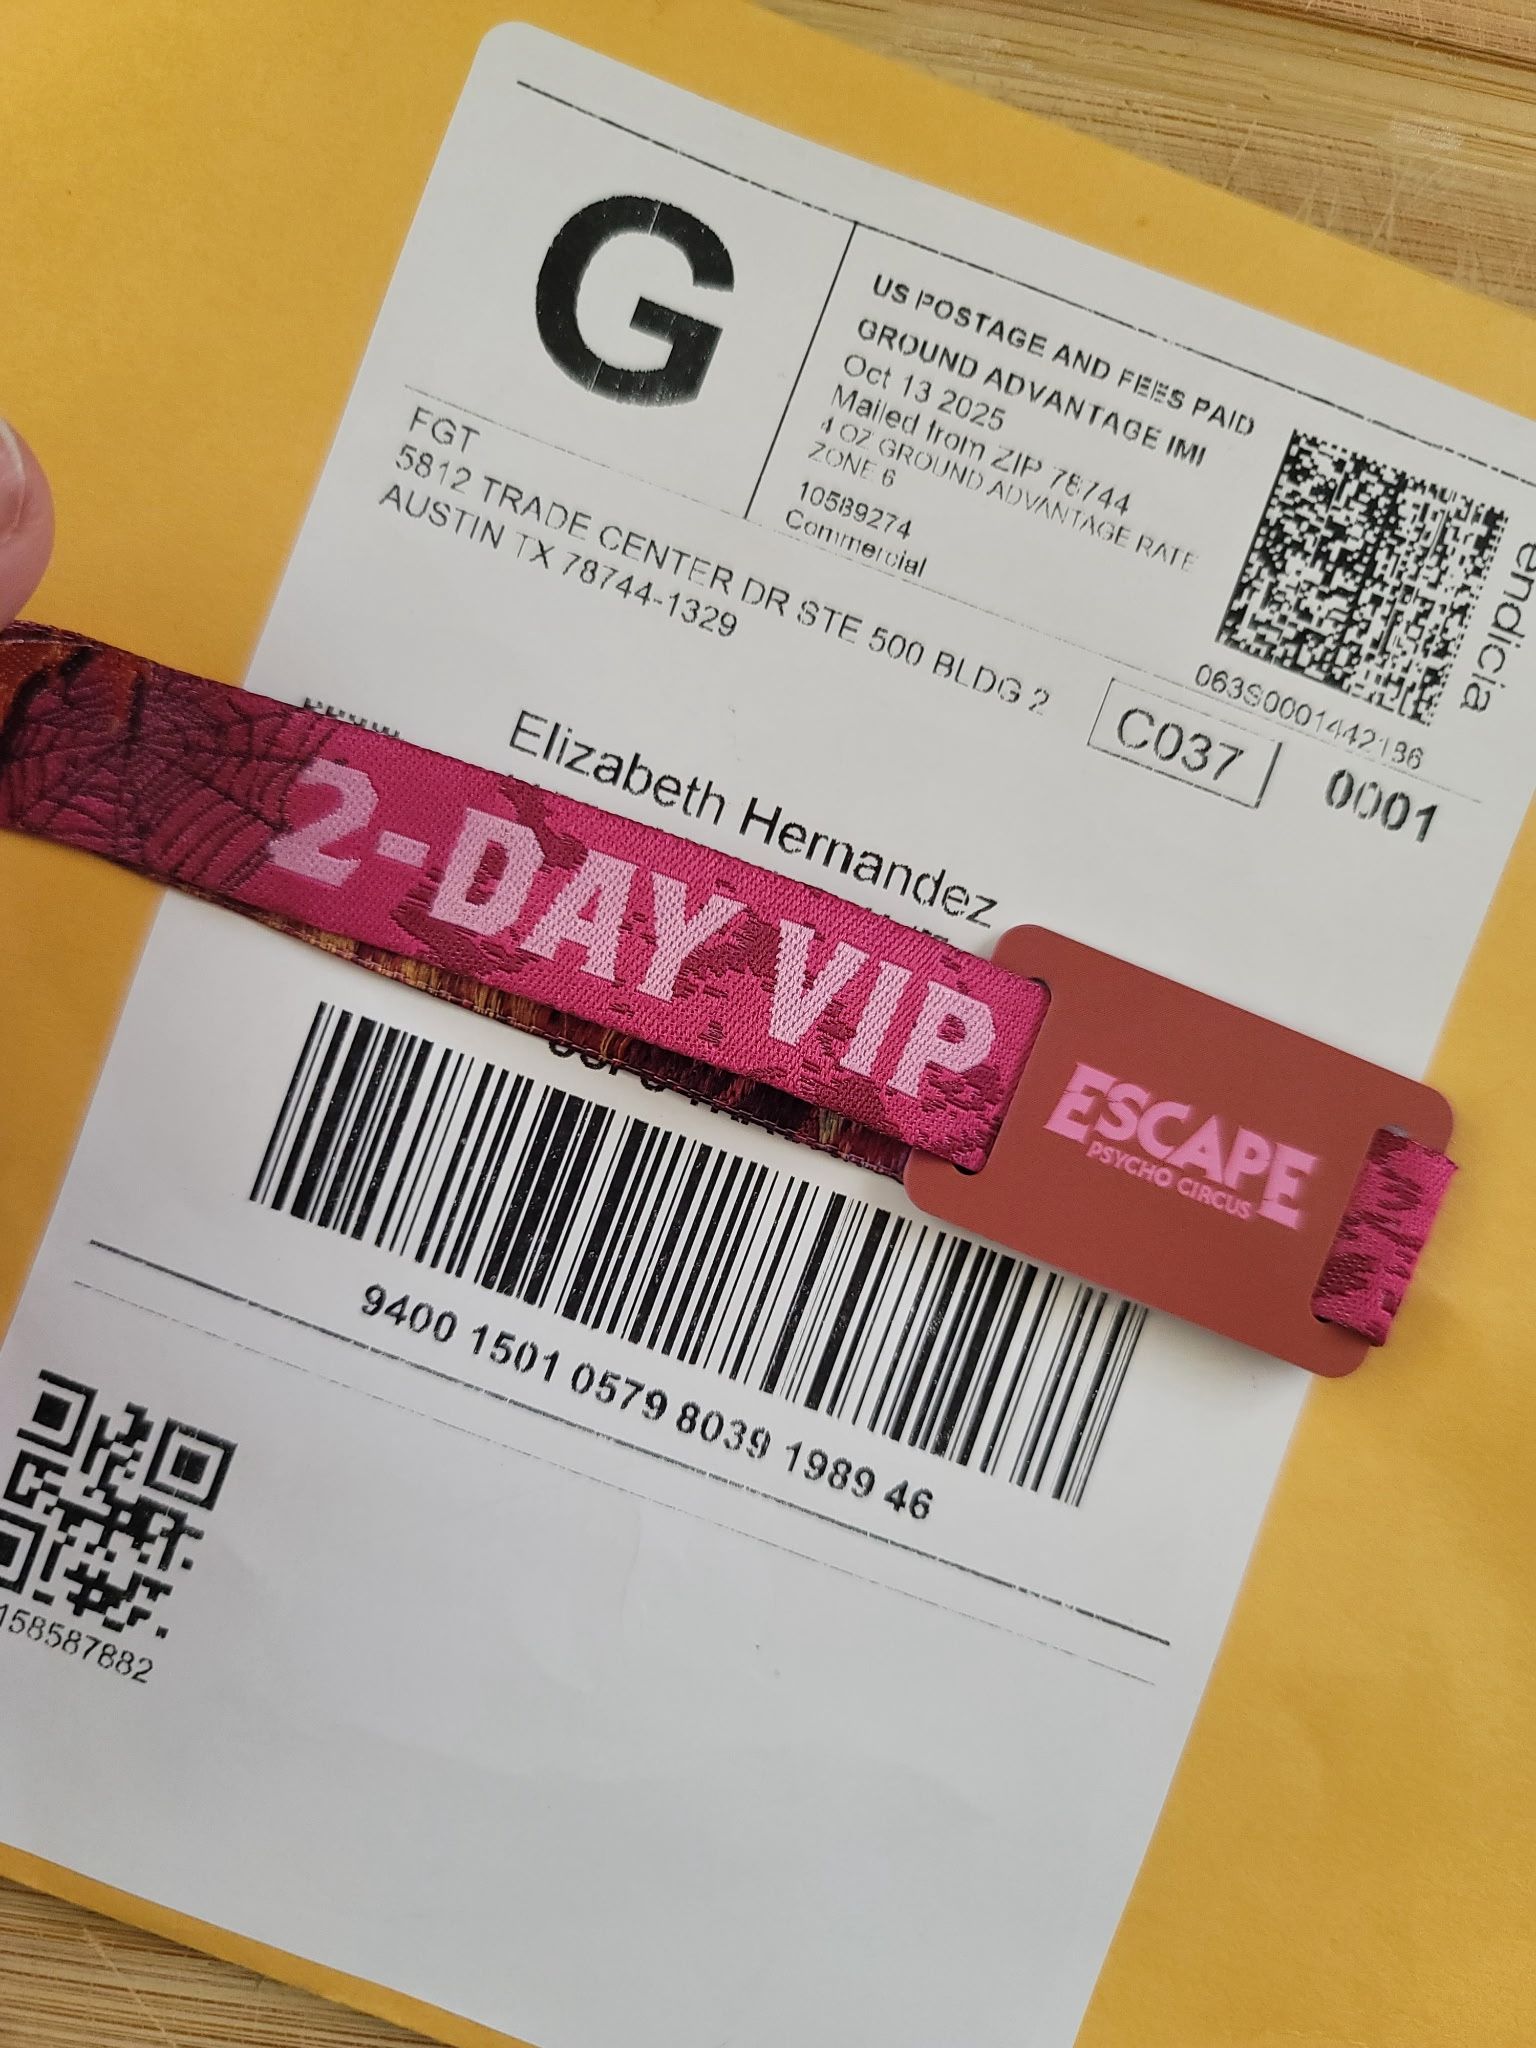 G
US POSTAGE AND FEES PAID
GROUND ADVANTAGE IMI
Oct 13 2025
Mailed from ZIP 78744
4 OZ GROUND ADVANTAGE RATE
ZONE 6
10589274
Commercial
endicia
063S0001442186
FGT
5812 TRADE CENTER DR STE 500 BLDG 2
AUSTIN TX 78744-1329
C037
0001
Elizabeth Hernandez
2-DAY VIP
ESCAPE
PSYCHO CIRCUS
9400 1501 0579 8039 1989 46
158587882